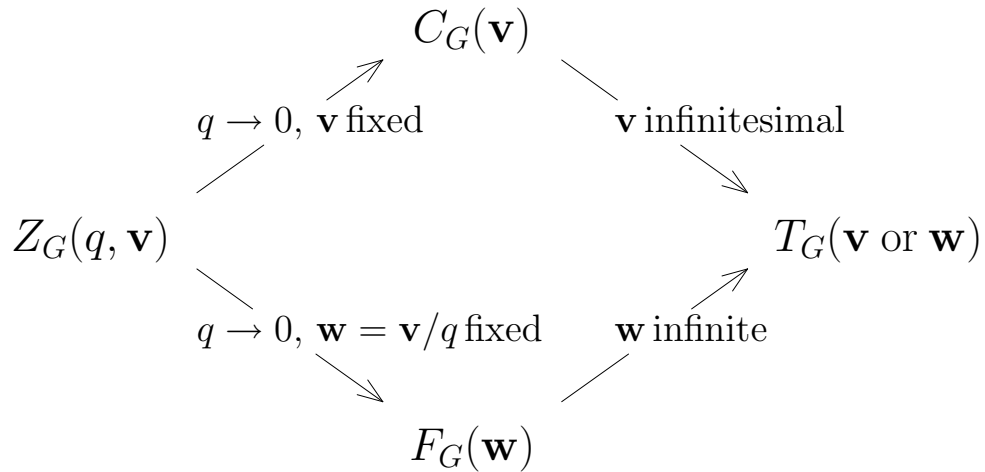 C_G(v)
q → 0, v fixed
v infinitesimal
Z_G(q, v)
T_G(v or w)
q → 0, w = v/q fixed
w infinite
F_G(w)